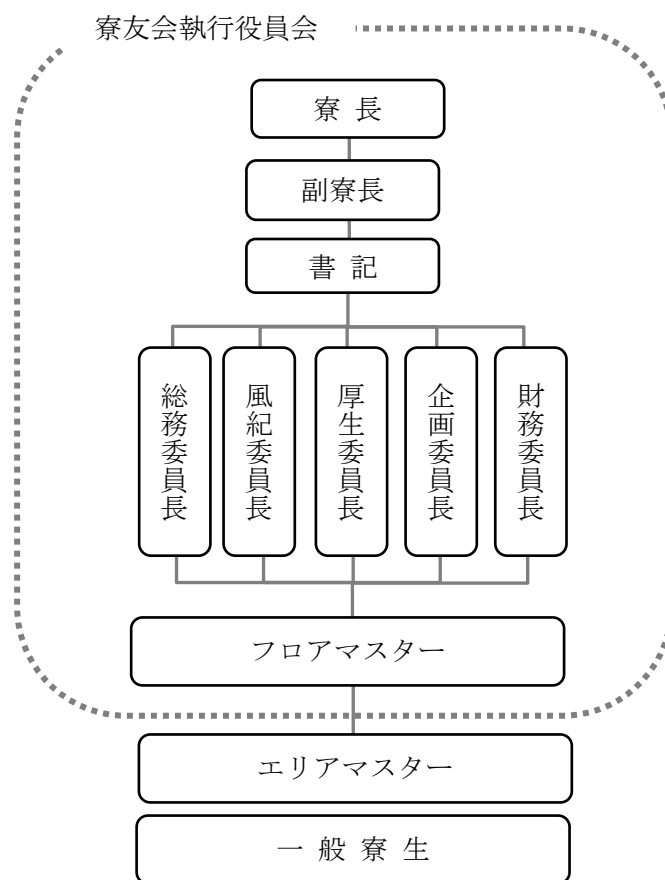 寮友会執行役員会
寮 長
副寮長
書 記
総務委員長
風紀委員長
厚生委員長
企画委員長
財務委員長
フロアマスター
エリアマスター
一 般 寮 生